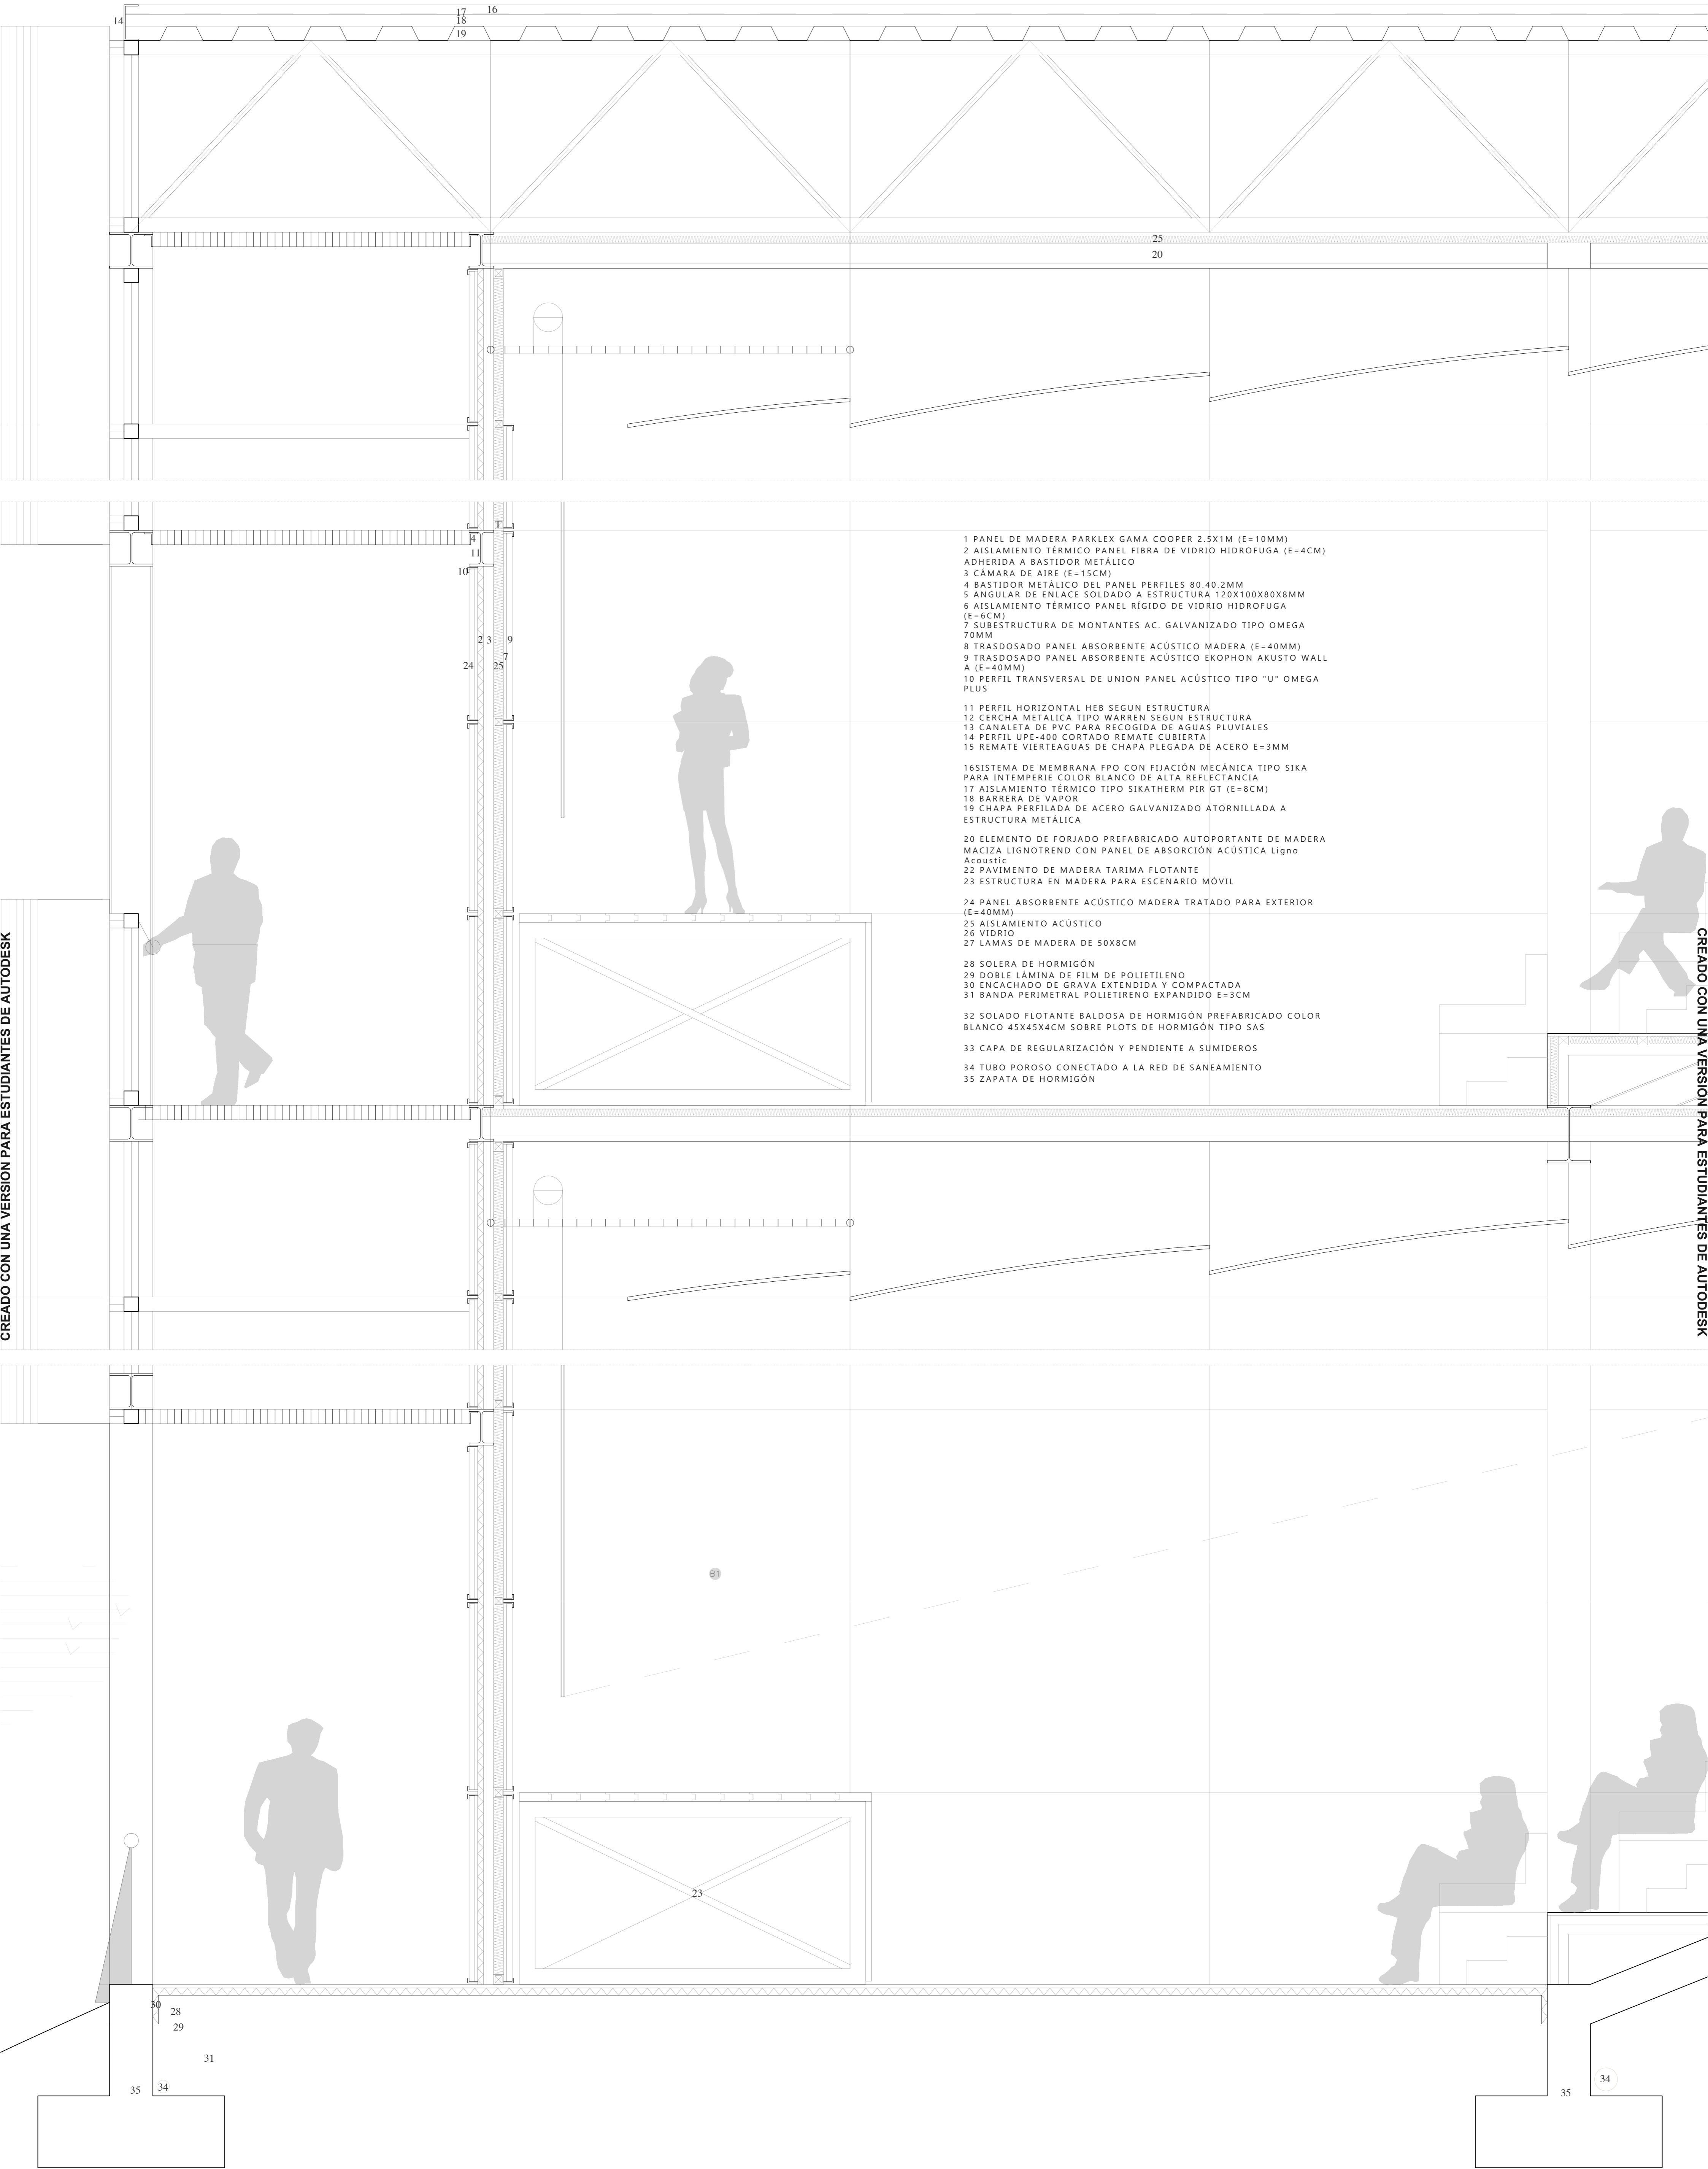 16
17
14
18
19
25
20
1 PANEL DE MADERA PARKLEX GAMA COOPER 2.5X1M (E=10MM)
2 AISLAMIENTO TÉRMICO PANEL FIBRA DE VIDRIO HIDROFUGA (E=4CM)
ADHERIDA A BASTIDOR METÁLICO
3 CÁMARA DE AIRE (E=15CM)
4 BASTIDOR METÁLICO DEL PANEL PERFILES 80.40.2MM
5 ANGULAR DE ENLACE SOLDADO A ESTRUCTURA 120X100X80X8MM
6 AISLAMIENTO TÉRMICO PANEL RÍGIDO DE VIDRIO HIDROFUGA
(E=6CM)
7 SUBESTRUCTURA DE MONTANTES AC. GALVANIZADO TIPO OMEGA
70MM
8 TRASDOSADO PANEL ABSORBENTE ACÚSTICO MADERA (E=40MM)
9 TRASDOSADO PANEL ABSORBENTE ACÚSTICO EKOPHON AKUSTO WALL
A (E=40MM)
10 PERFIL TRANSVERSAL DE UNION PANEL ACÚSTICO TIPO "U" OMEGA
PLUS
11 PERFIL HORIZONTAL HEB SEGUN ESTRUCTURA
12 CERCHA METALICA TIPO WARREN SEGUN ESTRUCTURA
13 CANALETA DE PVC PARA RECOGIDA DE AGUAS PLUVIALES
14 PERFIL UPE-400 CORTADO REMATE CUBIERTA
15 REMATE VIERTEAGUAS DE CHAPA PLEGADA DE ACERO E=3MM
16SISTEMA DE MEMBRANA FPO CON FIJACIÓN MECÁNICA TIPO SIKA
PARA INTEMPERIE COLOR BLANCO DE ALTA REFLECTANCIA
17 AISLAMIENTO TÉRMICO TIPO SIKATHERM PIR GT (E=8CM)
18 BARRERA DE VAPOR
19 CHAPA PERFILADA DE ACERO GALVANIZADO ATORNILLADA A
ESTRUCTURA METÁLICA
20 ELEMENTO DE FORJADO PREFABRICADO AUTOPORTANTE DE MADERA
MACIZA LIGNOTREND CON PANEL DE ABSORCIÓN ACÚSTICA Ligno
Acoustic
22 PAVIMENTO DE MADERA TARIMA FLOTANTE
23 ESTRUCTURA EN MADERA PARA ESCENARIO MÓVIL
24 PANEL ABSORBENTE ACÚSTICO MADERA TRATADO PARA EXTERIOR
(E=40MM)
25 AISLAMIENTO ACÚSTICO
26 VIDRIO
27 LAMAS DE MADERA DE 50X8CM
28 SOLERA DE HORMIGÓN
29 DOBLE LÁMINA DE FILM DE POLIETILENO
30 ENCACHADO DE GRAVA EXTENDIDA Y COMPACTADA
31 BANDA PERIMETRAL POLIETIRENO EXPANDIDO E=3CM
32 SOLADO FLOTANTE BALDOSA DE HORMIGÓN PREFABRICADO COLOR
BLANCO 45X45X4CM SOBRE PLOTS DE HORMIGÓN TIPO SAS
33 CAPA DE REGULARIZACIÓN Y PENDIENTE A SUMIDEROS
34 TUBO POROSO CONECTADO A LA RED DE SANEAMIENTO
35 ZAPATA DE HORMIGÓN
1
4
11
10
2 3 9
7
24 25
CREADO CON UNA VERSION PARA ESTUDIANTES DE AUTODESK
CREADO CON UNA VERSION PARA ESTUDIANTES DE AUTODESK
23
30
28
29
31
35 34
34
35